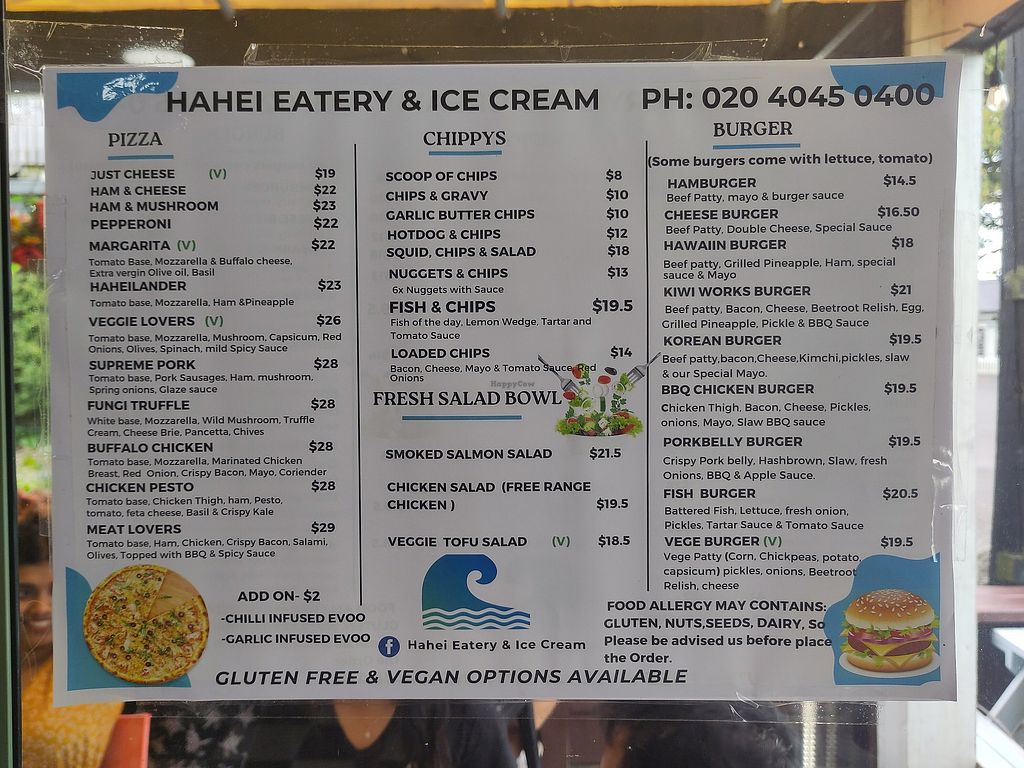 HAHEI EATERY & ICE CREAM PH: 020 4045 0400
PIZZA
JUST CHEESE (V) $19
HAM & CHEESE $22
HAM & MUSHROOM $23
PEPPERONI $22
MARGARITA (V) $22
Tomato Base, Mozzarella & Buffalo cheese,
Extra vergin Olive oil, Basil
HAHEILANDER $23
Tomato base, Mozzarella, Ham &Pineapple
VEGGIE LOVERS (V) $26
Tomato base, Mozzarella, Mushroom, Capsicum, Red
Onions, Olives, Spinach, mild Spicy Sauce
SUPREME PORK $28
Tomato base, Pork Sausages, Ham, mushroom,
Spring onions, Glaze sauce
FUNGI TRUFFLE $28
White base, Mozzarella, Wild Mushroom, Truffle
Cream, Cheese Brie, Pancetta, Chives
BUFFALO CHICKEN $28
Tomato base, Mozzarella, Marinated Chicken
Breast, Red Onion, Crispy Bacon, Mayo, Coriender
CHICKEN PESTO $28
Tomato base, Chicken Thigh, ham, Pesto,
tomato, feta cheese, Basil & Crispy Kale
MEAT LOVERS $29
Tomato base, Ham, Chicken, Crispy Bacon, Salami,
Olives, Topped with BBQ & Spicy Sauce
ADD ON- $2
-CHILLI INFUSED EVOO
-GARLIC INFUSED EVOO
CHIPPYS
SCOOP OF CHIPS $8
CHIPS & GRAVY $10
GARLIC BUTTER CHIPS $10
HOTDOG & CHIPS $12
SQUID, CHIPS & SALAD $18
NUGGETS & CHIPS $13
6x Nuggets with Sauce
FISH & CHIPS $19.5
Fish of the day, Lemon Wedge, Tartar and
Tomato Sauce
LOADED CHIPS $14
Bacon, Cheese, Mayo & Tomato Sauce, Red
Onions
HappyCow
FRESH SALAD BOWL
SMOKED SALMON SALAD $21.5
CHICKEN SALAD (FREE RANGE
CHICKEN ) $19.5
VEGGIE TOFU SALAD (V) $18.5
Hahei Eatery & Ice Cream
BURGER
(Some burgers come with lettuce, tomato)
HAMBURGER $14.5
Beef Patty, mayo & burger sauce
CHEESE BURGER $16.50
Beef Patty, Double Cheese, Special Sauce
HAWAIIN BURGER $18
Beef patty, Grilled Pineapple, Ham, special
sauce & Mayo
KIWI WORKS BURGER $21
Beef patty, Bacon, Cheese, Beetroot Relish, Egg,
Grilled Pineapple, Pickle & BBQ Sauce
KOREAN BURGER $19.5
Beef patty,bacon,Cheese,Kimchi,pickles, slaw
& our Special Mayo.
BBQ CHICKEN BURGER $19.5
Chicken Thigh, Bacon, Cheese, Pickles,
onions, Mayo, Slaw BBQ sauce
PORKBELLY BURGER $19.5
Crispy Pork belly, Hashbrown, Slaw, fresh
Onions, BBQ & Apple Sauce.
FISH BURGER $20.5
Battered Fish, Lettuce, fresh onion,
Pickles, Tartar Sauce & Tomato Sauce
VEGE BURGER (V) $19.5
Vege Patty (Corn, Chickpeas, potato,
capsicum) pickles, onions, Beetroot
Relish, cheese
FOOD ALLERGY MAY CONTAINS:
GLUTEN, NUTS,SEEDS, DAIRY, So
Please be advised us before place
the Order.
GLUTEN FREE & VEGAN OPTIONS AVAILABLE